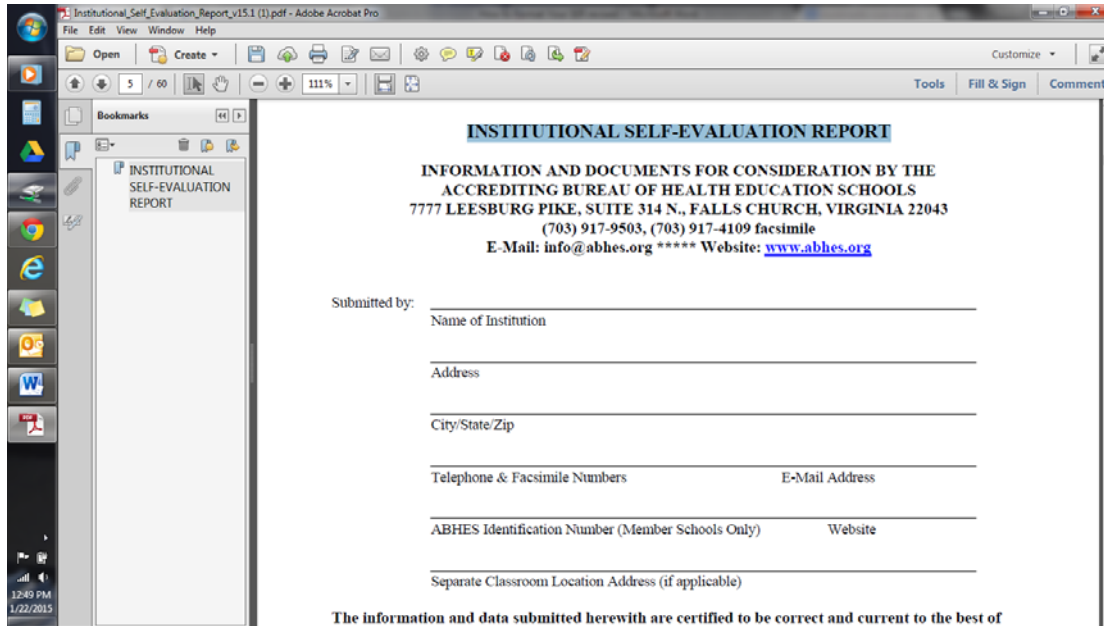 Institutional_Self_Evaluation_Report_v15.1 (1).pdf - Adobe Acrobat Pro
File Edit View Window Help
Open Create Customize
5 / 60 111% Tools Fill & Sign Comment
Bookmarks
INSTITUTIONAL
SELF-EVALUATION
REPORT
INSTITUTIONAL SELF-EVALUATION REPORT
INFORMATION AND DOCUMENTS FOR CONSIDERATION BY THE
ACCREDITING BUREAU OF HEALTH EDUCATION SCHOOLS
7777 LEESBURG PIKE, SUITE 314 N., FALLS CHURCH, VIRGINIA 22043
(703) 917-9503, (703) 917-4109 facsimile
E-Mail: info@abhes.org ***** Website: www.abhes.org
Submitted by:
Name of Institution
Address
City/State/Zip
Telephone & Facsimile Numbers E-Mail Address
ABHES Identification Number (Member Schools Only) Website
Separate Classroom Location Address (if applicable)
The information and data submitted herewith are certified to be correct and current to the best of
12:49 PM
1/22/2015